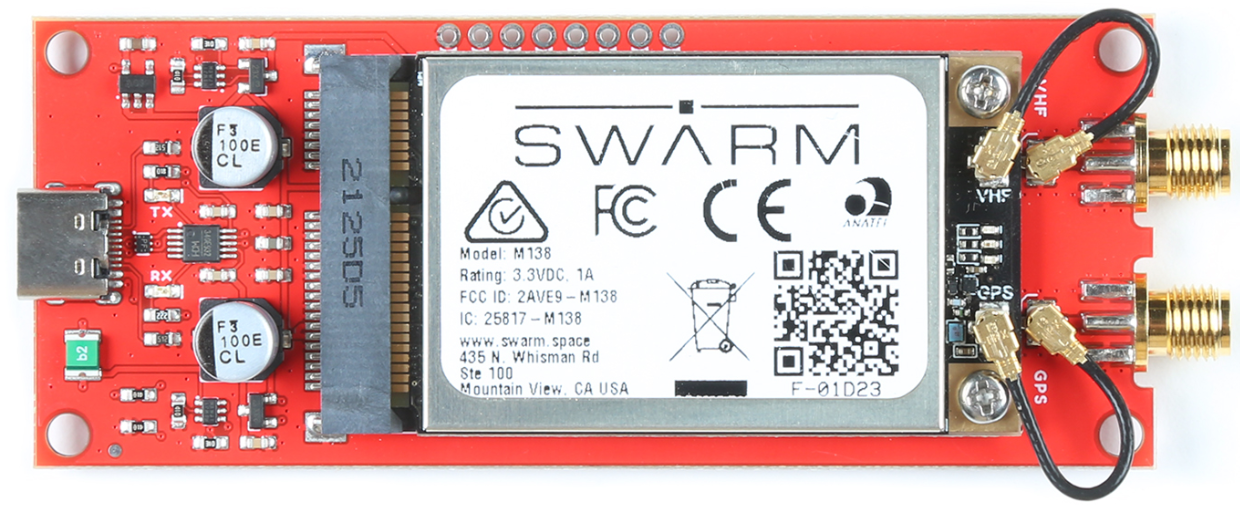 F3
100E
CL
TX
RX
F3
100E
CL
b2
2125D5
SWARM
FC
CE
ANATEL
Model: M138
Rating: 3.3VDC, 1A
FCC ID: 2AVE9-M138
IC: 25817-M138
www.swarm.space
435 N. Whisman Rd
Ste 100
Mountain View, CA USA
F-01D23
VHF
VHF
GPS
GPS